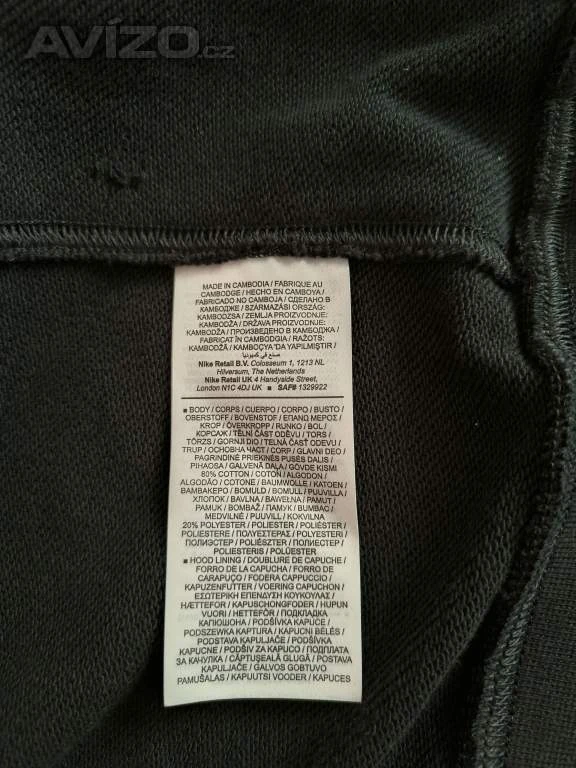 AVÍZO.cz
MADE IN CAMBODIA / FABRIQUE AU
CAMBODGE / HECHO EN CAMBOYA /
FABRICADO NO CAMBOJA / СДЕЛАНО В
КАМБОДЖЕ / SZÁRMAZÁSI ORSZÁG:
KAMBODZSA / ZEMLJA PROIZVODNJE:
KAMBODŽA / DRŽAVA PROIZVODNJE:
KAMBODŽA / ПРОИЗВЕДЕНО В КАМБОДЖА /
FABRICAT ÎN CAMBODGIA / RAŽOTS:
KAMBODŽĀ / KAMBOÇYA 'DA YAPILMIŞTIR /
صنع في كمبوديا
Nike Retail B.V. Colosseum 1, 1213 NL
Hilversum, The Netherlands
Nike Retail UK 4 Handyside Street,
London N1C 4DJ UK ■ SAF# 1329922
■ BODY / CORPS / CUERPO / CORPO / BUSTO /
OBERSTOFF / BOVENSTOF / ΕΠΑΝΩ ΜΕΡΟΣ /
KROP / ÖVERKROPP / RUNKO / BOL /
КОРСАЖ / TĚLNÍ ČÁST ODĚVU / TORS /
TÖRZS / GORNJI DIO / TELNÁ ČASŤ ODEVU /
TRUP / ОСНОВНА ЧАСТ / CORP / GLAVNI DEO /
PAGRINDINĖ PRIEKINĖS PUSĖS DALIS /
PIHAOSA / GALVENĀ DAĻA / GÖVDE KISMI
80% COTTON / COTON / ALGODÓN /
ALGODÃO / COTONE / BAUMWOLLE / KATOEN /
ΒΑΜΒΑΚΕΡΟ / BOMULD / BOMULL / PUUVILLA /
ХЛОПОК / BAVLNA / BAWEŁNA / PAMUT /
PAMUK / BOMBAŽ / ПАМУК / BUMBAC /
MEDVILNĖ / PUUVILL / KOKVILNA
20% POLYESTER / POLIESTER / POLIÉSTER /
POLIESTERE / ΠΟΛΥΕΣΤΕΡΑΣ / POLYESTERI /
ПОЛИЭСТЕР / POLIÉSZTER / ПОЛИЕСТЕР /
POLIESTERIS / POLÜESTER
■ HOOD LINING / DOUBLURE DE CAPUCHE /
FORRO DE LA CAPUCHA / FORRO DE
CARAPUÇO / FODERA CAPPUCCIO /
KAPUZENFUTTER / VOERING CAPUCHON /
ΕΣΩΤΕΡΙΚΗ ΕΠΕΝΔΥΣΗ ΚΟΥΚΟΥΛΑΣ /
HÆTTEFOR / KAPUSCHONGFODER / HUPUN
VUORI / HETTEFÔR / ПОДКЛАДКА
КАПЮШОНА / PODŠÍVKA KAPUCE /
PODSZEWKA KAPTURA / KAPUCNI BÉLÉS /
PODSTAVA KAPULJAČE / PODŠÍVKA
KAPUCNE / PODŠIV ZA KAPUCO / ПОДПЛАТА
ЗА КАЧУЛКА / CĂPTUŞEALĂ GLUGĂ / POSTAVA
KAPULJAČE / GALVOS GOBTUVO
PAMUŠALAS / KAPUUTSI VOODER / KAPUCES